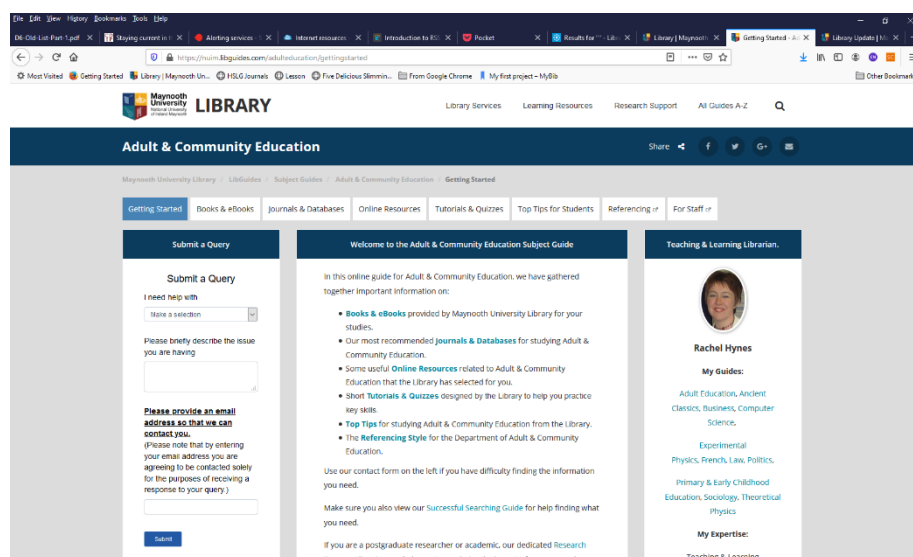 File Edit View History Bookmarks Tools Help
D6-Old-List-Part-1.pdf Staying current in t Alerting services - Internet resources Introduction to RSS Pocket Results for "" - Libr Library | Maynooth Getting Started - Ad Library Update | M
https://nuim.libguides.com/adulteducation/gettingstarted
Most Visited Getting Started Library | Maynooth Un... HSLG Journals Lesson Five Delicious Slimmin... From Google Chrome My first project – MyBib Other Bookmark
Maynooth
University
National University
of Ireland Maynooth
LIBRARY
Library Services Learning Resources Research Support All Guides A-Z
Adult & Community Education
Share
Maynooth University Library / LibGuides / Subject Guides / Adult & Community Education / Getting Started
Getting Started Books & eBooks Journals & Databases Online Resources Tutorials & Quizzes Top Tips for Students Referencing For Staff
Submit a Query
Submit a Query
I need help with
Make a selection
Please briefly describe the issue
you are having
Please provide an email
address so that we can
contact you.
(Please note that by entering
your email address you are
agreeing to be contacted solely
for the purposes of receiving a
response to your query.)
Submit
Welcome to the Adult & Community Education Subject Guide
In this online guide for Adult & Community Education, we have gathered
together important information on:
• Books & eBooks provided by Maynooth University Library for your
studies.
• Our most recommended Journals & Databases for studying Adult &
Community Education.
• Some useful Online Resources related to Adult & Community
Education that the Library has selected for you.
• Short Tutorials & Quizzes designed by the Library to help you practice
key skills.
• Top Tips for studying Adult & Community Education from the Library.
• The Referencing Style for the Department of Adult & Community
Education.
Use our contact form on the left if you have difficulty finding the information
you need.
Make sure you also view our Successful Searching Guide for help finding what
you need.
If you are a postgraduate researcher or academic, our dedicated Research
Teaching & Learning Librarian.
Rachel Hynes
My Guides:
Adult Education, Ancient
Classics, Business, Computer
Science,
Experimental
Physics, French, Law, Politics,
Primary & Early Childhood
Education, Sociology, Theoretical
Physics
My Expertise:
Teaching & Learning